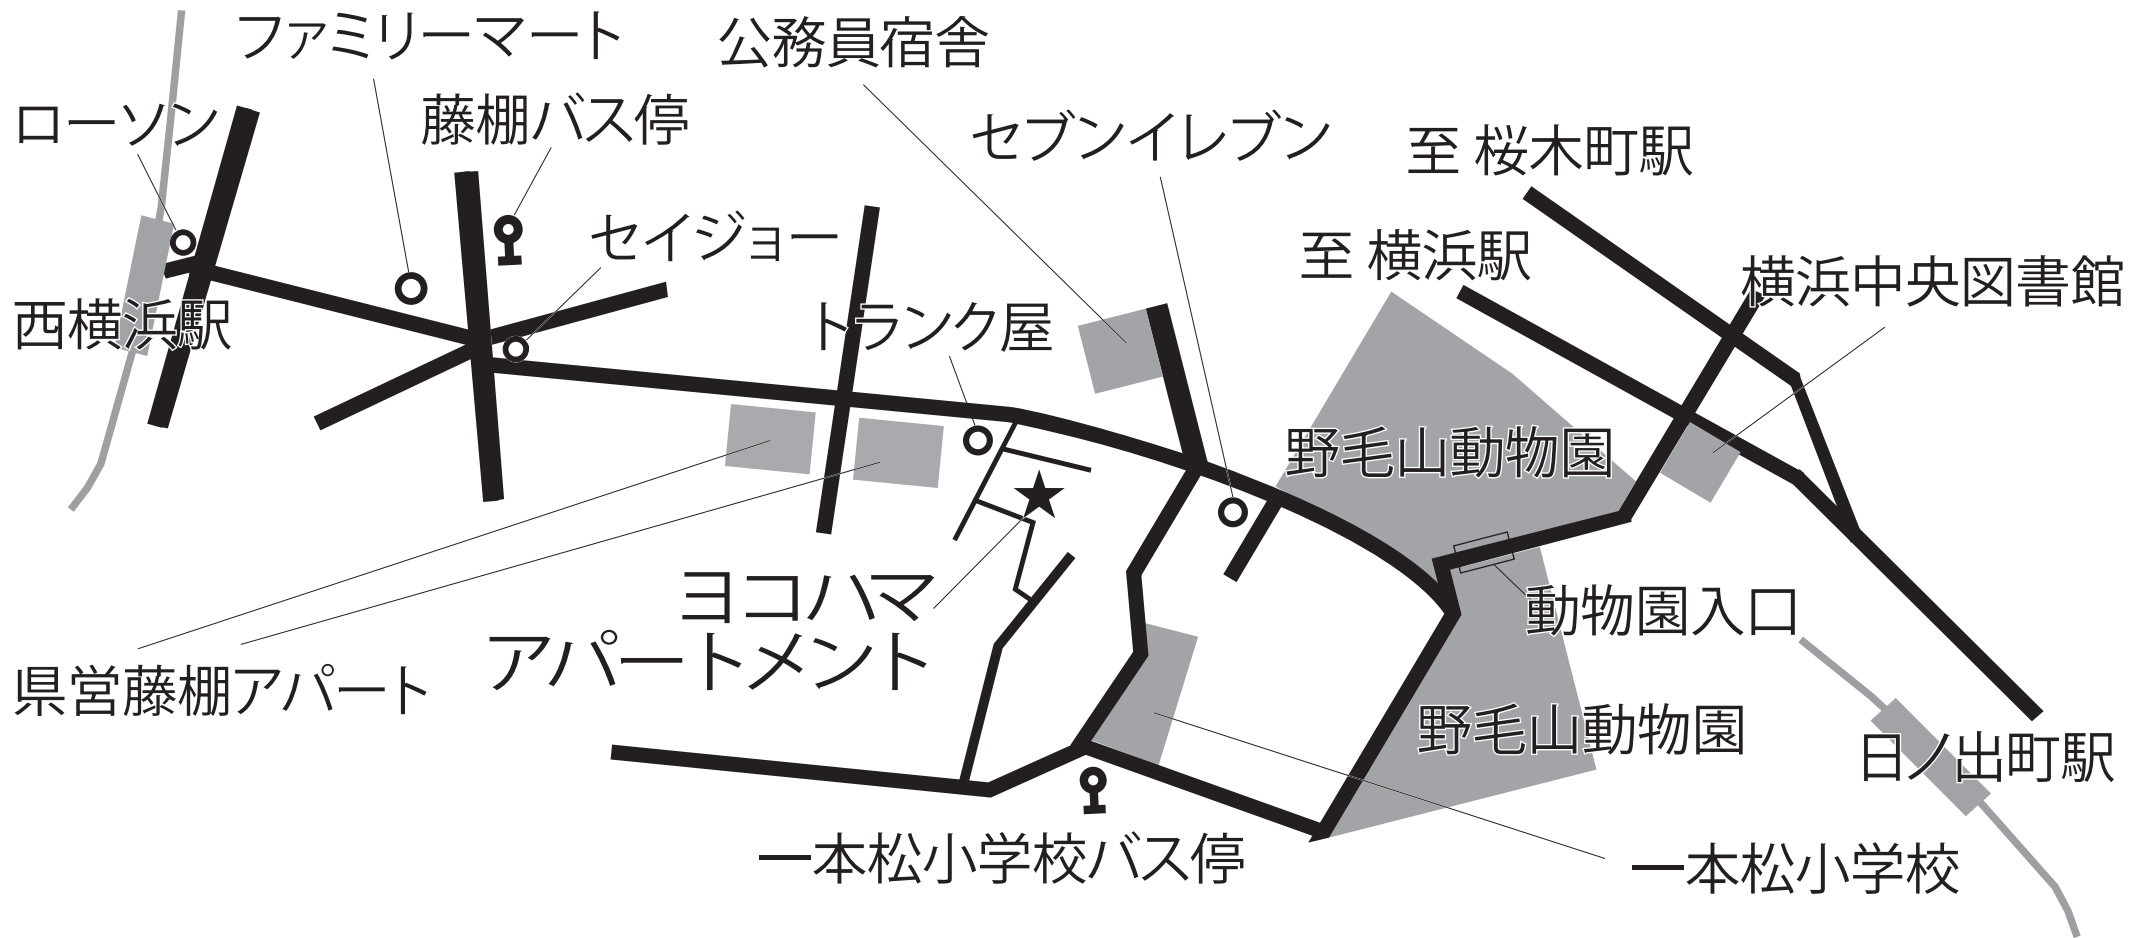 ファミリーマート
公務員宿舎
ローソン
藤棚バス停
セブンイレブン
至 桜木町駅
セイジョー
至 横浜駅
横浜中央図書館
西横浜駅
トランク屋
野毛山動物園
ヨコハマ
アパートメント
動物園入口
県営藤棚アパート
野毛山動物園
日ノ出町駅
一本松小学校バス停
一本松小学校